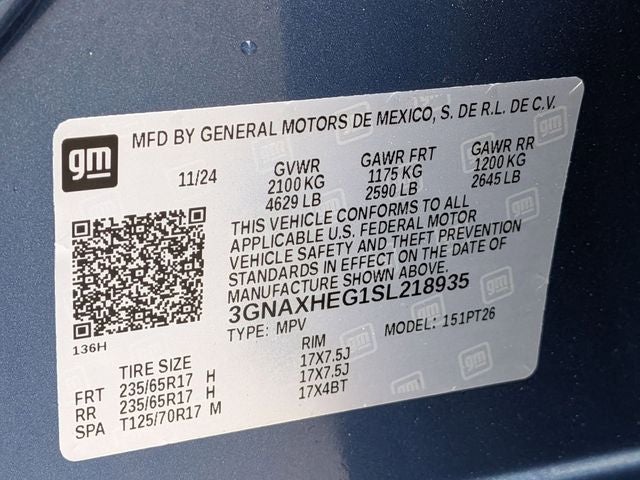 gm
MFD BY GENERAL MOTORS DE MEXICO, S. DE R.L. DE C.V.
11/24 GVWR GAWR FRT GAWR RR
2100 KG 1175 KG 1200 KG
4629 LB 2590 LB 2645 LB
THIS VEHICLE CONFORMS TO ALL
APPLICABLE U.S. FEDERAL MOTOR
VEHICLE SAFETY AND THEFT PREVENTION
STANDARDS IN EFFECT ON THE DATE OF
MANUFACTURE SHOWN ABOVE.
3GNAXHEG1SL218935
TYPE: MPV MODEL: 151PT26
136H
TIRE SIZE RIM
FRT 235/65R17 H 17X7.5J
RR 235/65R17 H 17X7.5J
SPA T125/70R17 M 17X4BT